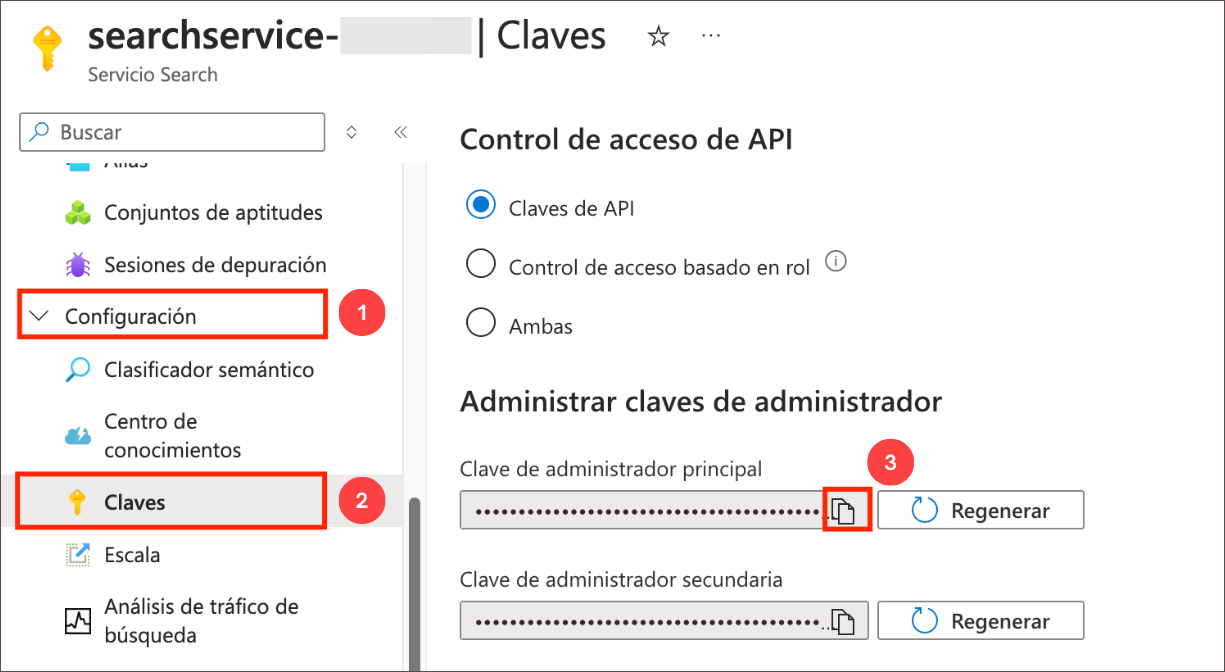 searchservice- | Claves
Servicio Search
Buscar
Alias
Conjuntos de aptitudes
Sesiones de depuración
Configuración
1
Clasificador semántico
Centro de
conocimientos
Claves
2
Escala
Análisis de tráfico de
búsqueda
Control de acceso de API
Claves de API
Control de acceso basado en rol
Ambas
Administrar claves de administrador
Clave de administrador principal
3
Regenerar
Clave de administrador secundaria
Regenerar